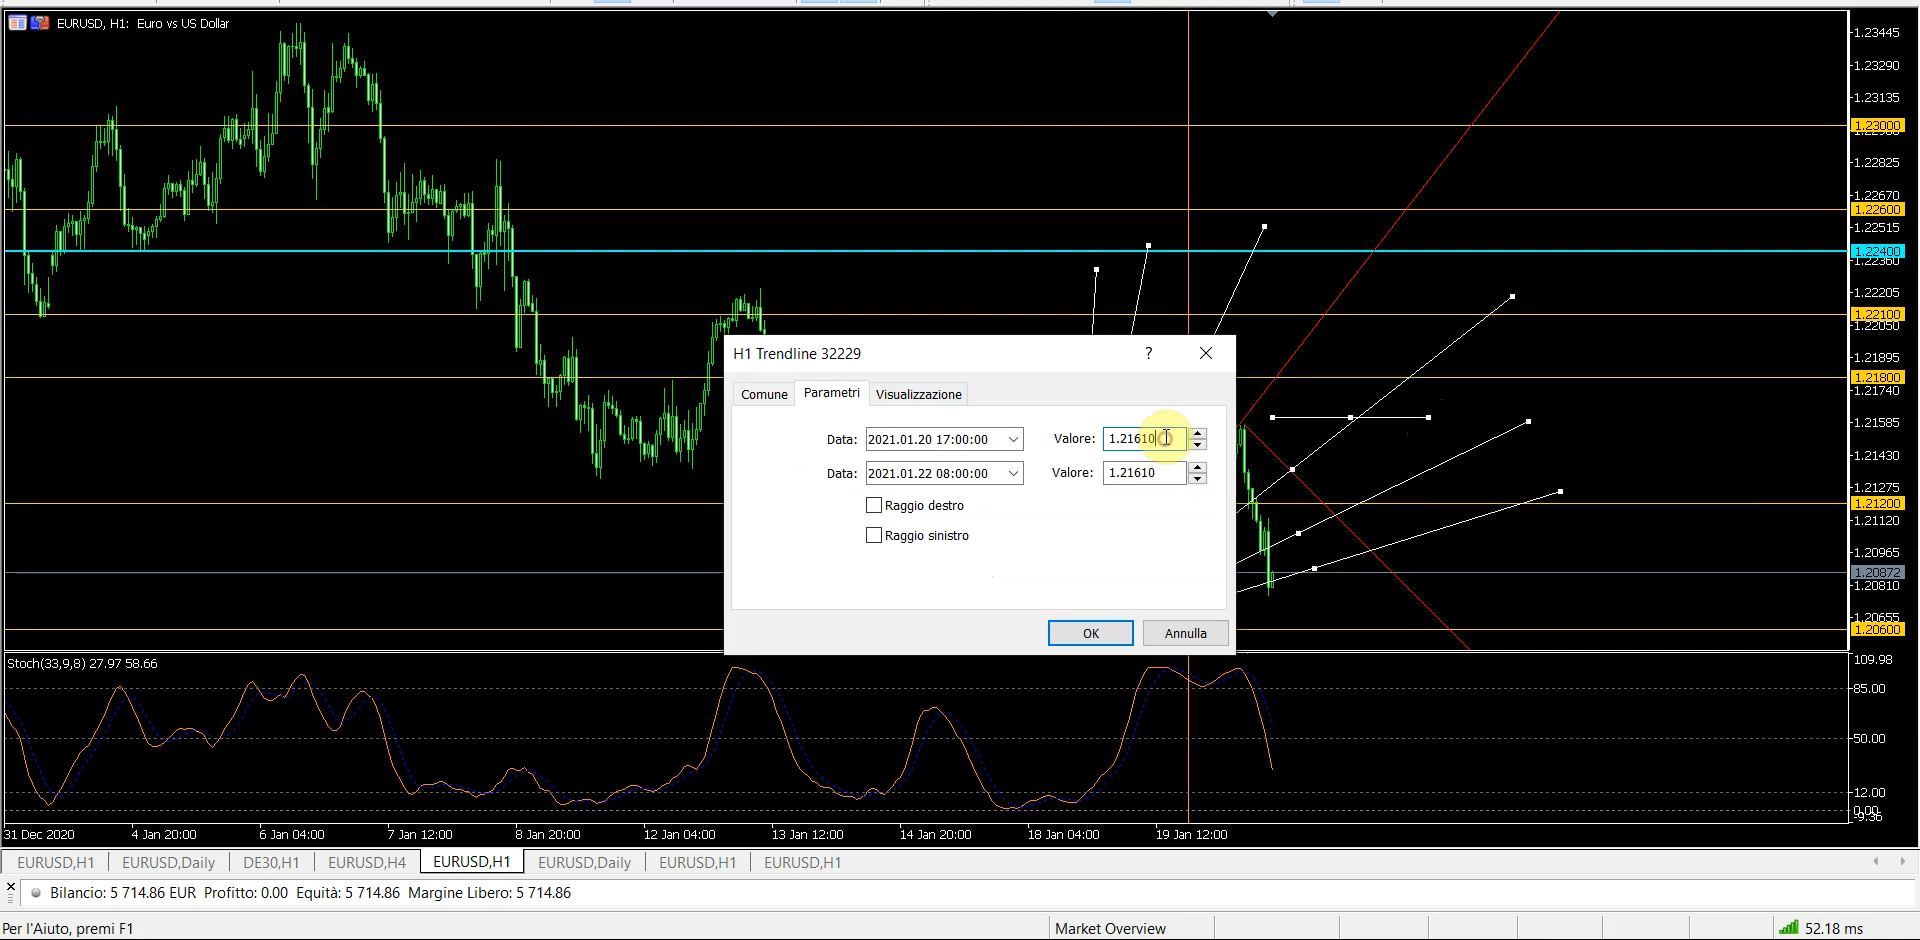 EURUSD, H1: Euro vs US Dollar
1.23445
1.23290
1.23135
1.23000
1.22825
1.22670
1.22600
1.22515
1.22400
1.22360
1.22205
1.22100
1.22050
1.21895
1.21800
1.21740
1.21585
1.21430
1.21275
1.21200
1.21120
1.20965
1.20872
1.20810
1.20655
1.20600
H1 Trendline 32229
?
Comune Parametri Visualizzazione
Data: 2021.01.20 17:00:00 Valore: 1.21610
Data: 2021.01.22 08:00:00 Valore: 1.21610
Raggio destro
Raggio sinistro
OK Annulla
Stoch(33,9,8) 27.97 58.66
109.98
85.00
50.00
12.00
0.00
31 Dec 2020 4 Jan 20:00 6 Jan 04:00 7 Jan 12:00 8 Jan 20:00 12 Jan 04:00 13 Jan 12:00 14 Jan 20:00 18 Jan 04:00 19 Jan 12:00
EURUSD,H1 EURUSD,Daily DE30,H1 EURUSD,H4 EURUSD,H1 EURUSD,Daily EURUSD,H1 EURUSD,H1
Bilancio: 5 714.86 EUR Profitto: 0.00 Equità: 5 714.86 Margine Libero: 5 714.86
Per l'Aiuto, premi F1 Market Overview 52.18 ms